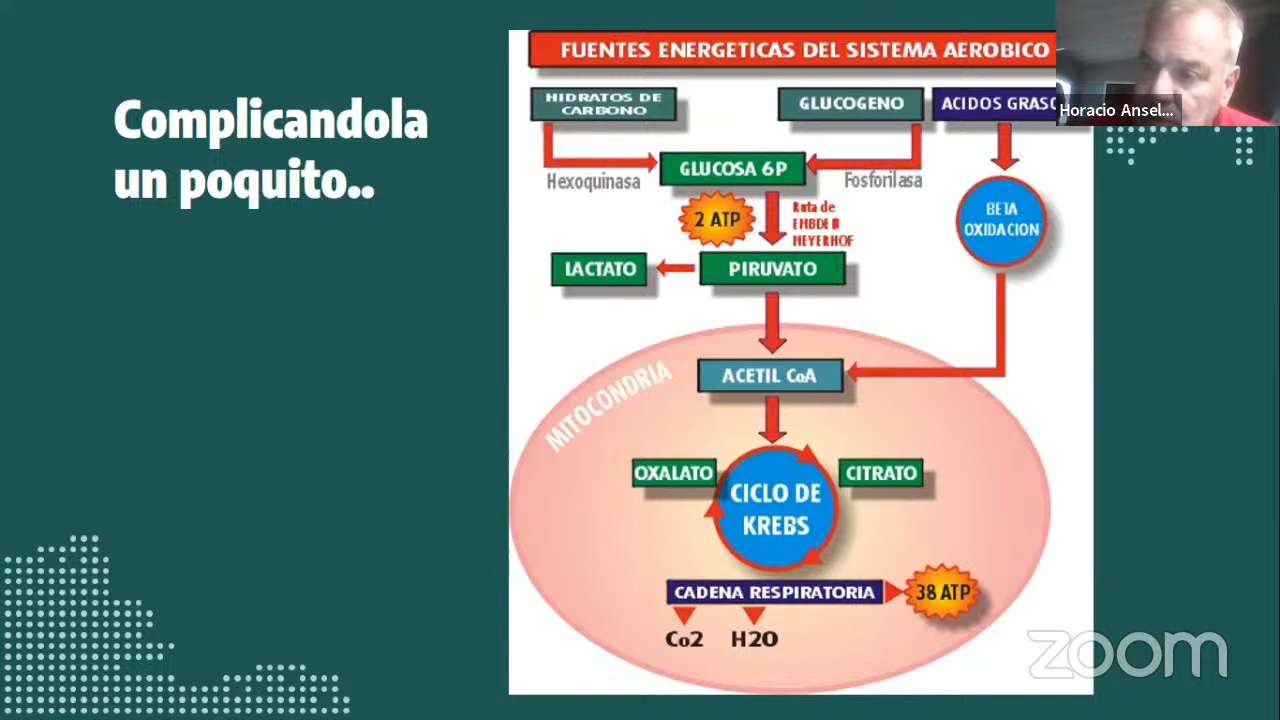 Complicandola
un poquito..
FUENTES ENERGETICAS DEL SISTEMA AEROBICO
HIDRATOS DE
CARBONO
GLUCOGENO
ACIDOS GRASO
Horacio Ansel...
GLUCOSA 6P
Hexoquinasa
Fosforilasa
2 ATP
Ruta de
EMBDE
MEYERHOF
BETA
OXIDACION
LACTATO
PIRUVATO
MITOCONDRIA
ACETIL CoA
OXALATO
CITRATO
CICLO DE
KREBS
CADENA RESPIRATORIA
38 ATP
Co2
H2O
zoom